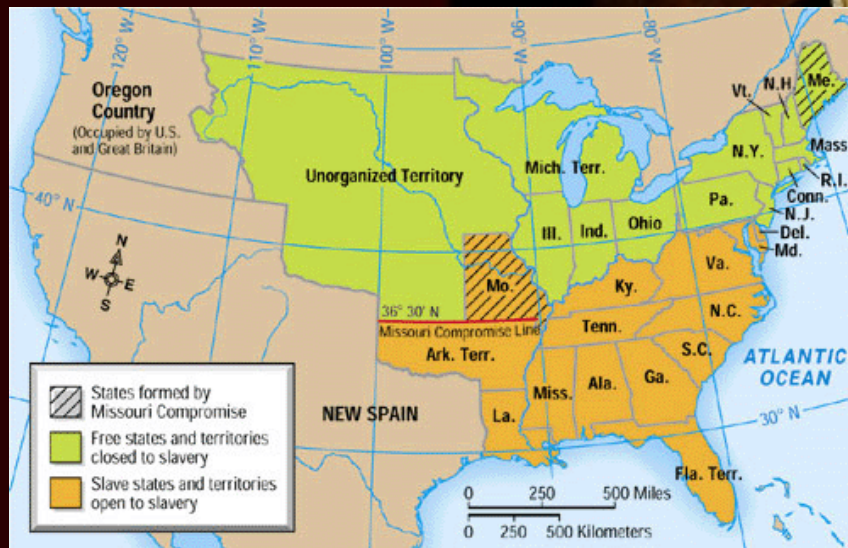 120° W
110° W
100° W
90° W
80° W
Oregon
Country
(Occupied by U.S.
and Great Britain)
Unorganized Territory
Mich. Terr.
Vt.
N.H.
Me.
N.Y.
Mass
R.I.
Conn.
Pa.
N.J.
Del.
Md.
40° N
Ill.
Ind.
Ohio
N
W E
S
Mo.
Ky.
Va.
36° 30' N
Missouri Compromise Line
Tenn.
N.C.
Ark. Terr.
S.C.
ATLANTIC
OCEAN
NEW SPAIN
La.
Miss.
Ala.
Ga.
30° N
Fla. Terr.
States formed by
Missouri Compromise
Free states and territories
closed to slavery
Slave states and territories
open to slavery
0 250 500 Miles
0 250 500 Kilometers